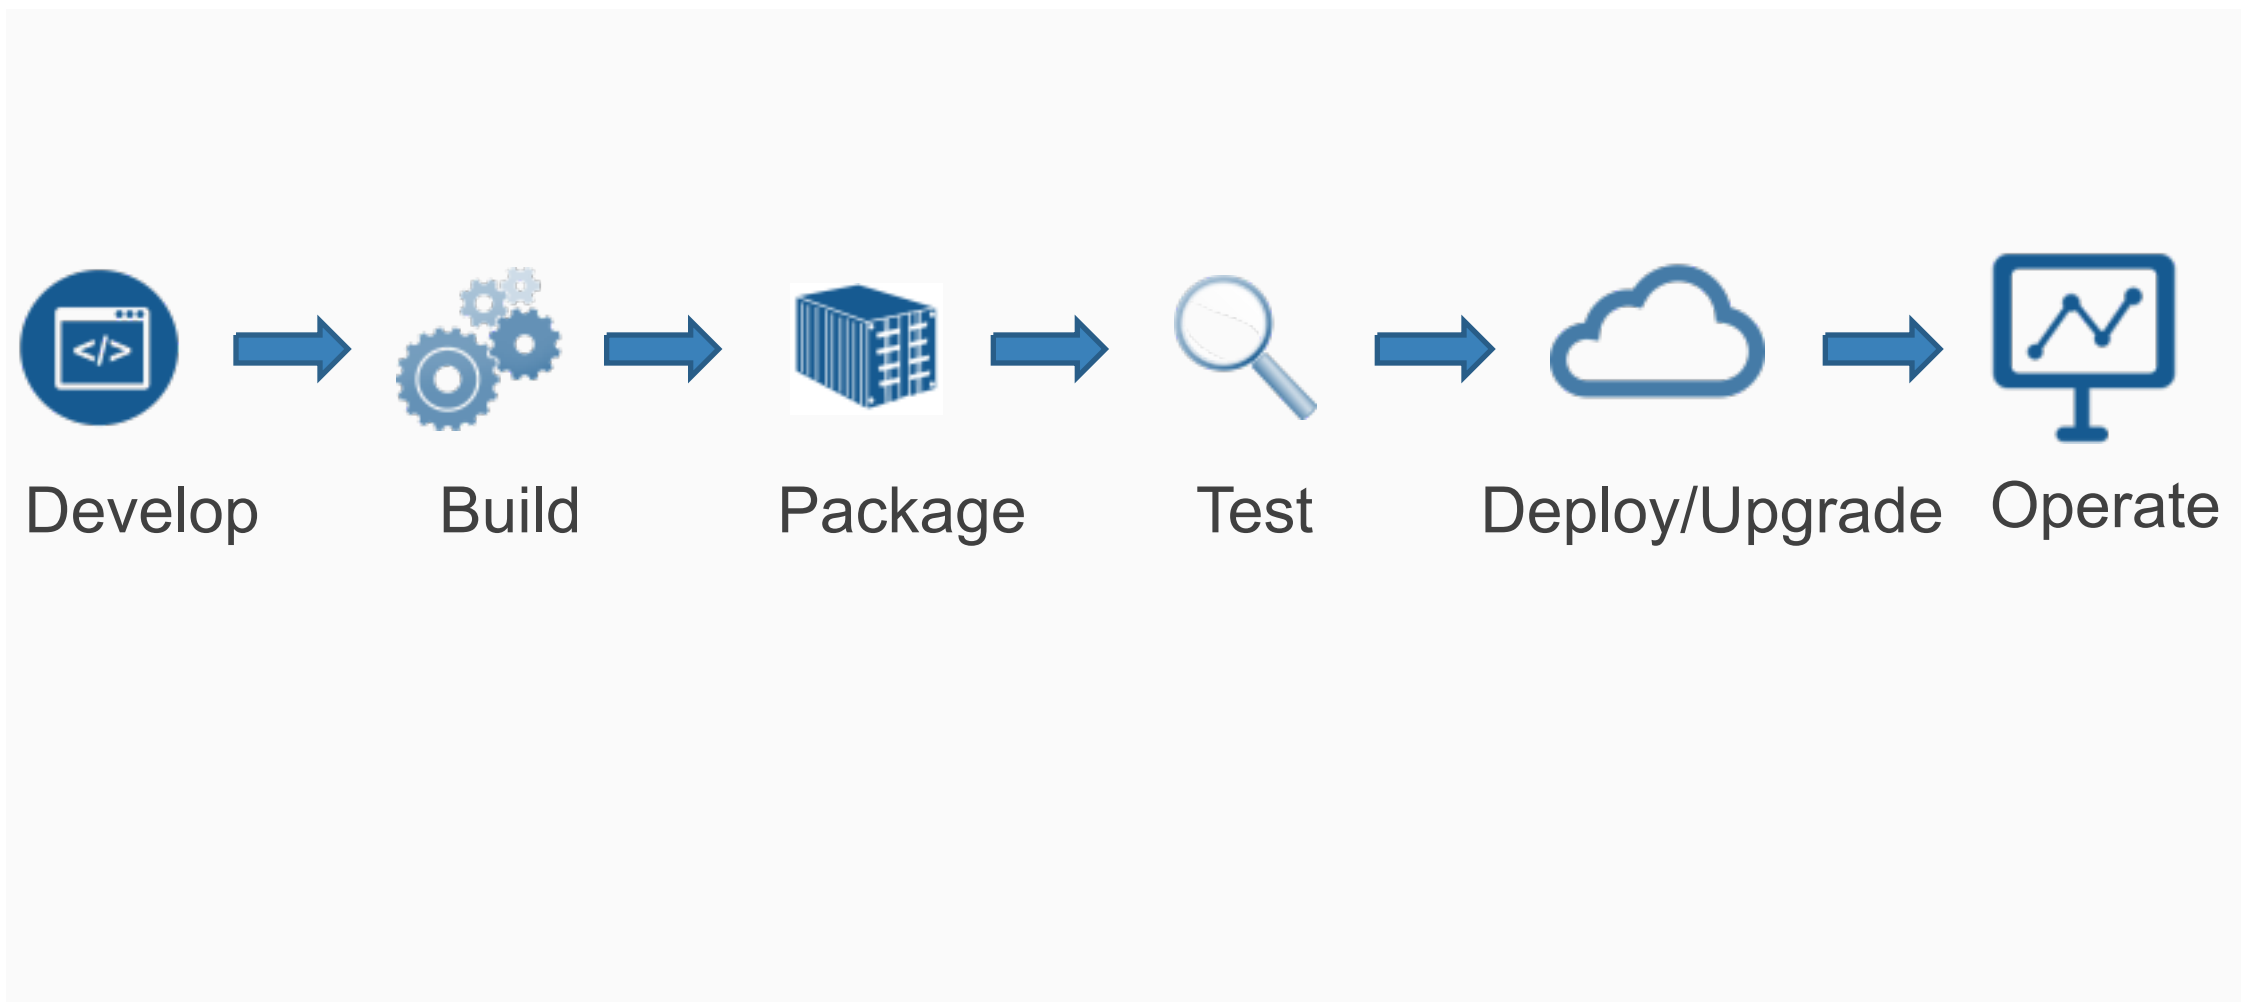 </>
Develop
Build
Package
Test
Deploy/Upgrade
Operate